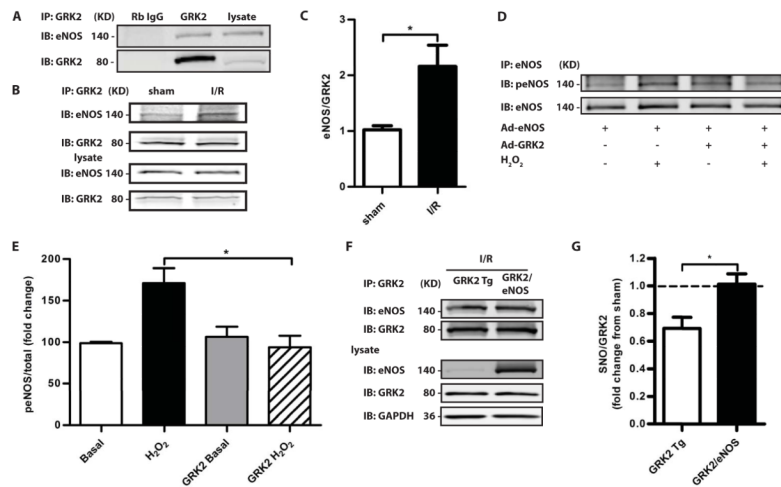 A
IP: GRK2 (KD) Rb IgG GRK2 lysate
IB: eNOS 140 -
IB: GRK2 80 -
B
IP: GRK2 (KD) sham I/R
IB: eNOS 140 -
IB: GRK2 80 -
lysate
IB: eNOS 140 -
IB: GRK2 80 -
C
eNOS/GRK2
3
2
1
0
*
sham I/R
D
IP: eNOS (KD)
IB: peNOS 140 -
IB: eNOS 140 -
Ad-eNOS + + + +
Ad-GRK2 - - + +
H₂O₂ - + - +
E
peNOS/total (fold change)
200
150
100
50
0
*
Basal H₂O₂ GRK2 Basal GRK2 H₂O₂
F
I/R
IP: GRK2 (KD) GRK2 Tg GRK2/
eNOS
IB: eNOS 140 -
IB: GRK2 80 -
lysate
IB: eNOS 140 -
IB: GRK2 80 -
IB: GAPDH 36 -
G
SNO/GRK2
(fold change from sham)
1.2
1.0
0.8
0.6
0.4
0.2
0.0
*
GRK2 Tg GRK2/eNOS